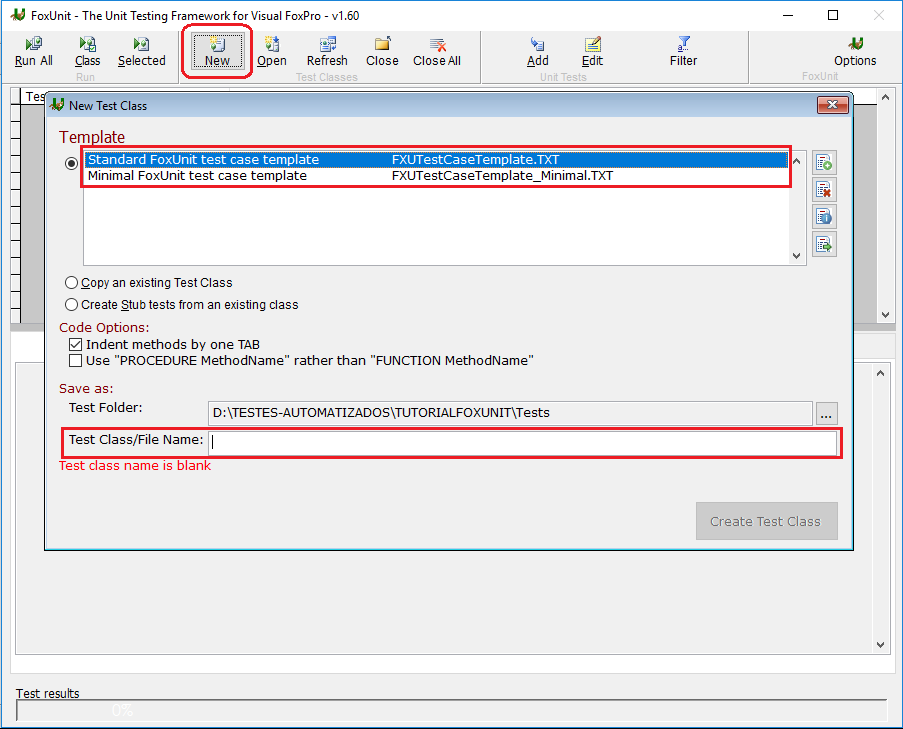 FoxUnit - The Unit Testing Framework for Visual FoxPro - v1.60
Run All Class Selected New Open Refresh Close Close All Add Edit Filter Options
Run Test Classes Unit Tests FoxUnit
Tes
New Test Class
Template
Standard FoxUnit test case template FXUTestCaseTemplate.TXT
Minimal FoxUnit test case template FXUTestCaseTemplate_Minimal.TXT
Copy an existing Test Class
Create Stub tests from an existing class
Code Options:
Indent methods by one TAB
Use "PROCEDURE MethodName" rather than "FUNCTION MethodName"
Save as:
Test Folder: D:\TESTES-AUTOMATIZADOS\TUTORIALFOXUNIT\Tests ...
Test Class/File Name:
Test class name is blank
Create Test Class
Test results
0%